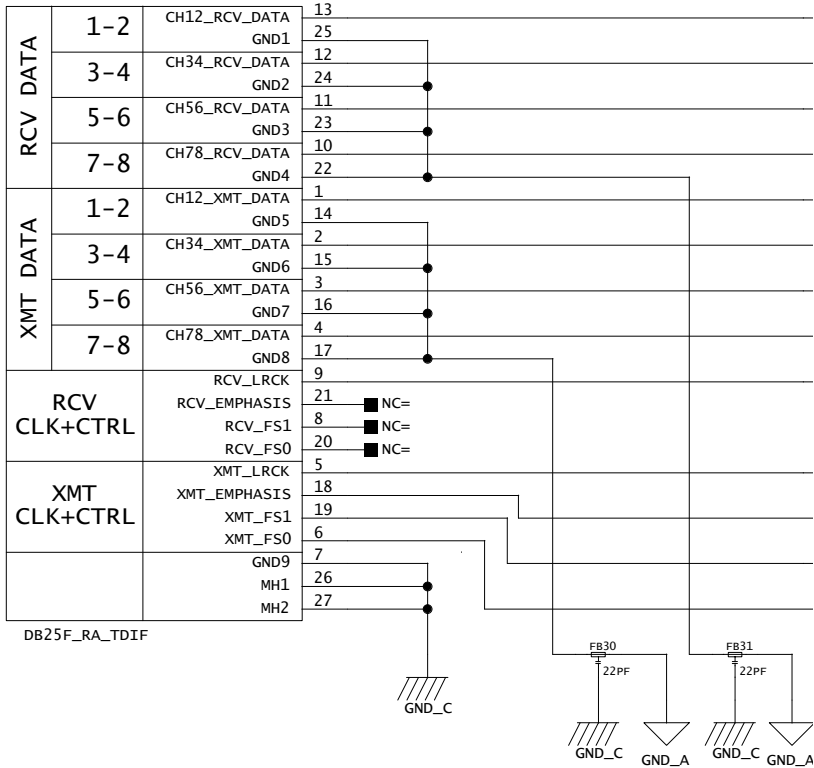 RCV DATA
1-2
CH12_RCV_DATA 13
GND1 25
3-4
CH34_RCV_DATA 12
GND2 24
5-6
CH56_RCV_DATA 11
GND3 23
7-8
CH78_RCV_DATA 10
GND4 22
XMT DATA
1-2
CH12_XMT_DATA 1
GND5 14
3-4
CH34_XMT_DATA 2
GND6 15
5-6
CH56_XMT_DATA 3
GND7 16
7-8
CH78_XMT_DATA 4
GND8 17
RCV
CLK+CTRL
RCV_LRCK 9
RCV_EMPHASIS 21 NC=
RCV_FS1 8 NC=
RCV_FS0 20 NC=
XMT
CLK+CTRL
XMT_LRCK 5
XMT_EMPHASIS 18
XMT_FS1 19
XMT_FS0 6
GND9 7
MH1 26
MH2 27
DB25F_RA_TDIF
GND_C
FB30
22PF
GND_C
GND_A
FB31
22PF
GND_C
GND_A